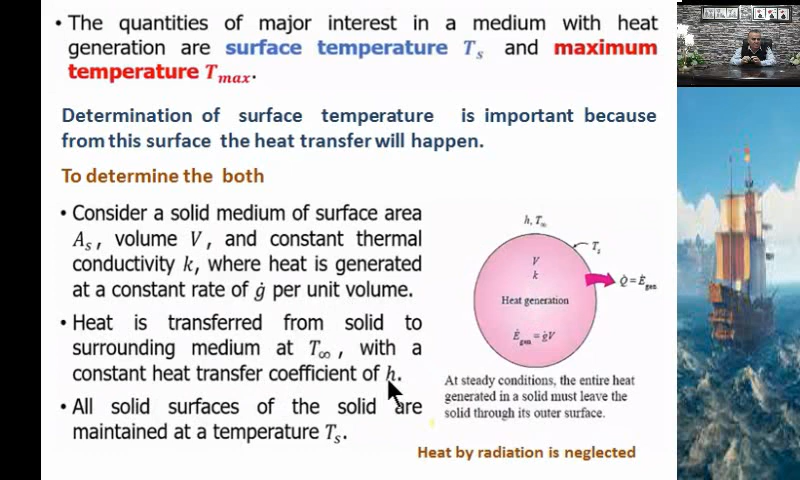 • The quantities of major interest in a medium with heat
generation are surface temperature Tₛ and maximum
temperature Tₘₐₓ.
Determination of surface temperature is important because
from this surface the heat transfer will happen.
To determine the both
• Consider a solid medium of surface area
Aₛ, volume V, and constant thermal
conductivity k, where heat is generated
at a constant rate of ġ per unit volume.
• Heat is transferred from solid to
surrounding medium at T∞, with a
constant heat transfer coefficient of h.
• All solid surfaces of the solid are
maintained at a temperature Tₛ.
h, T∞
Tₛ
V
k
Q̇ = Ė_gen
Heat generation
Ė_gen = ġV
At steady conditions, the entire heat
generated in a solid must leave the
solid through its outer surface.
Heat by radiation is neglected